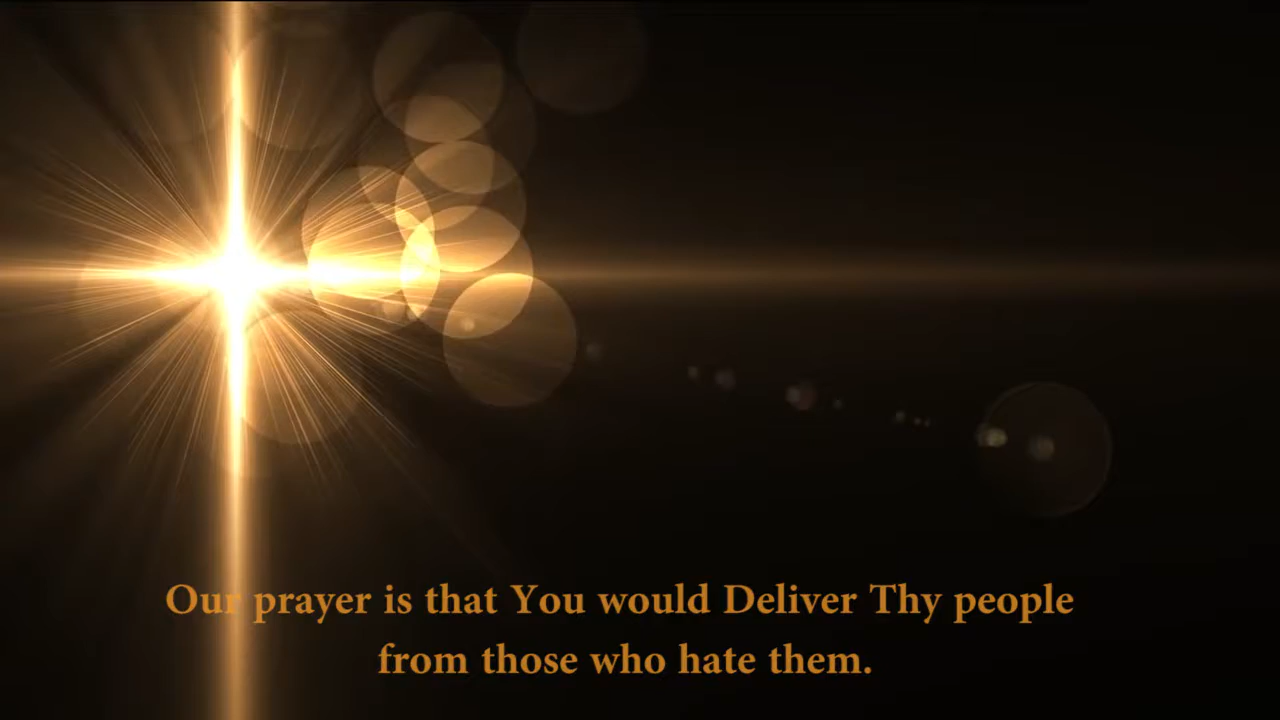 Our prayer is that You would Deliver Thy people
from those who hate them.